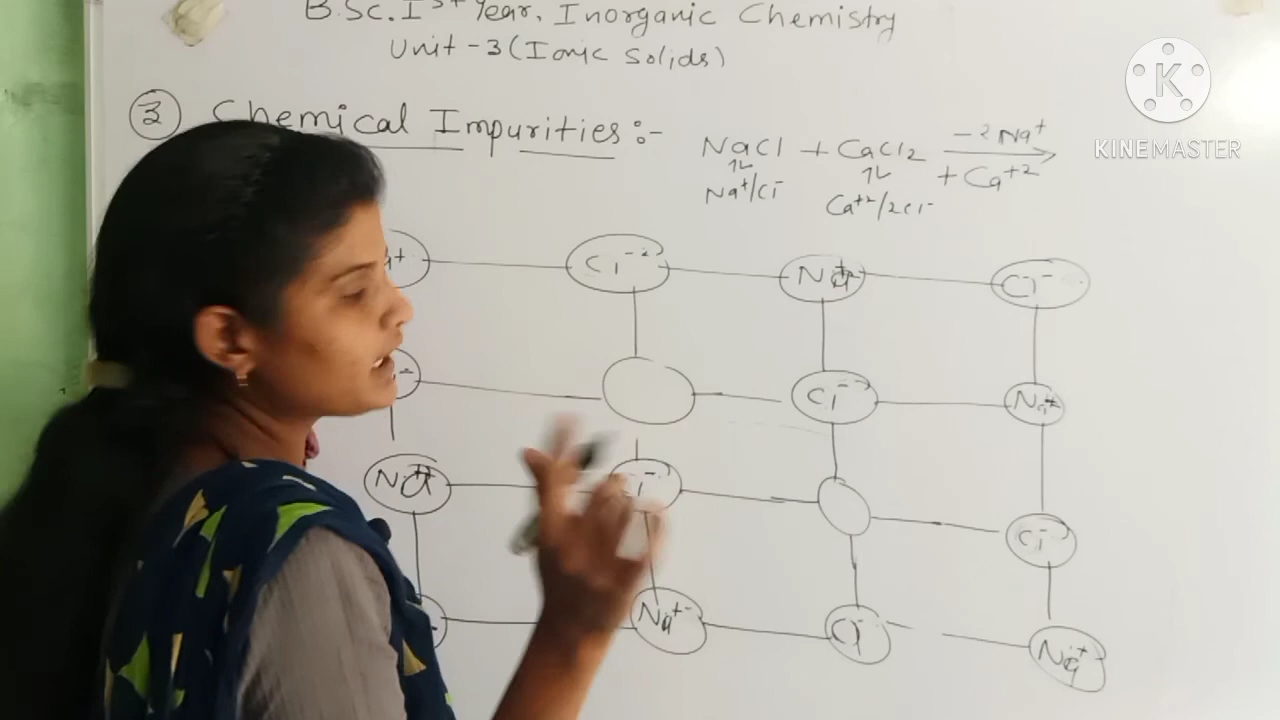 B.Sc. Ist Year, Inorganic Chemistry
Unit - 3 (Ionic Solids)
③ Chemical Impurities :-
NaCl + CaCl2 -2Na+
+ Ca+2
Na+/Cl- Ca+2/2Cl-
K
KINEMASTER
a+ Cl- Na+ Cl-
- Cl- Na+
Na+ Cl- Cl-
Na+ Cl- Na+